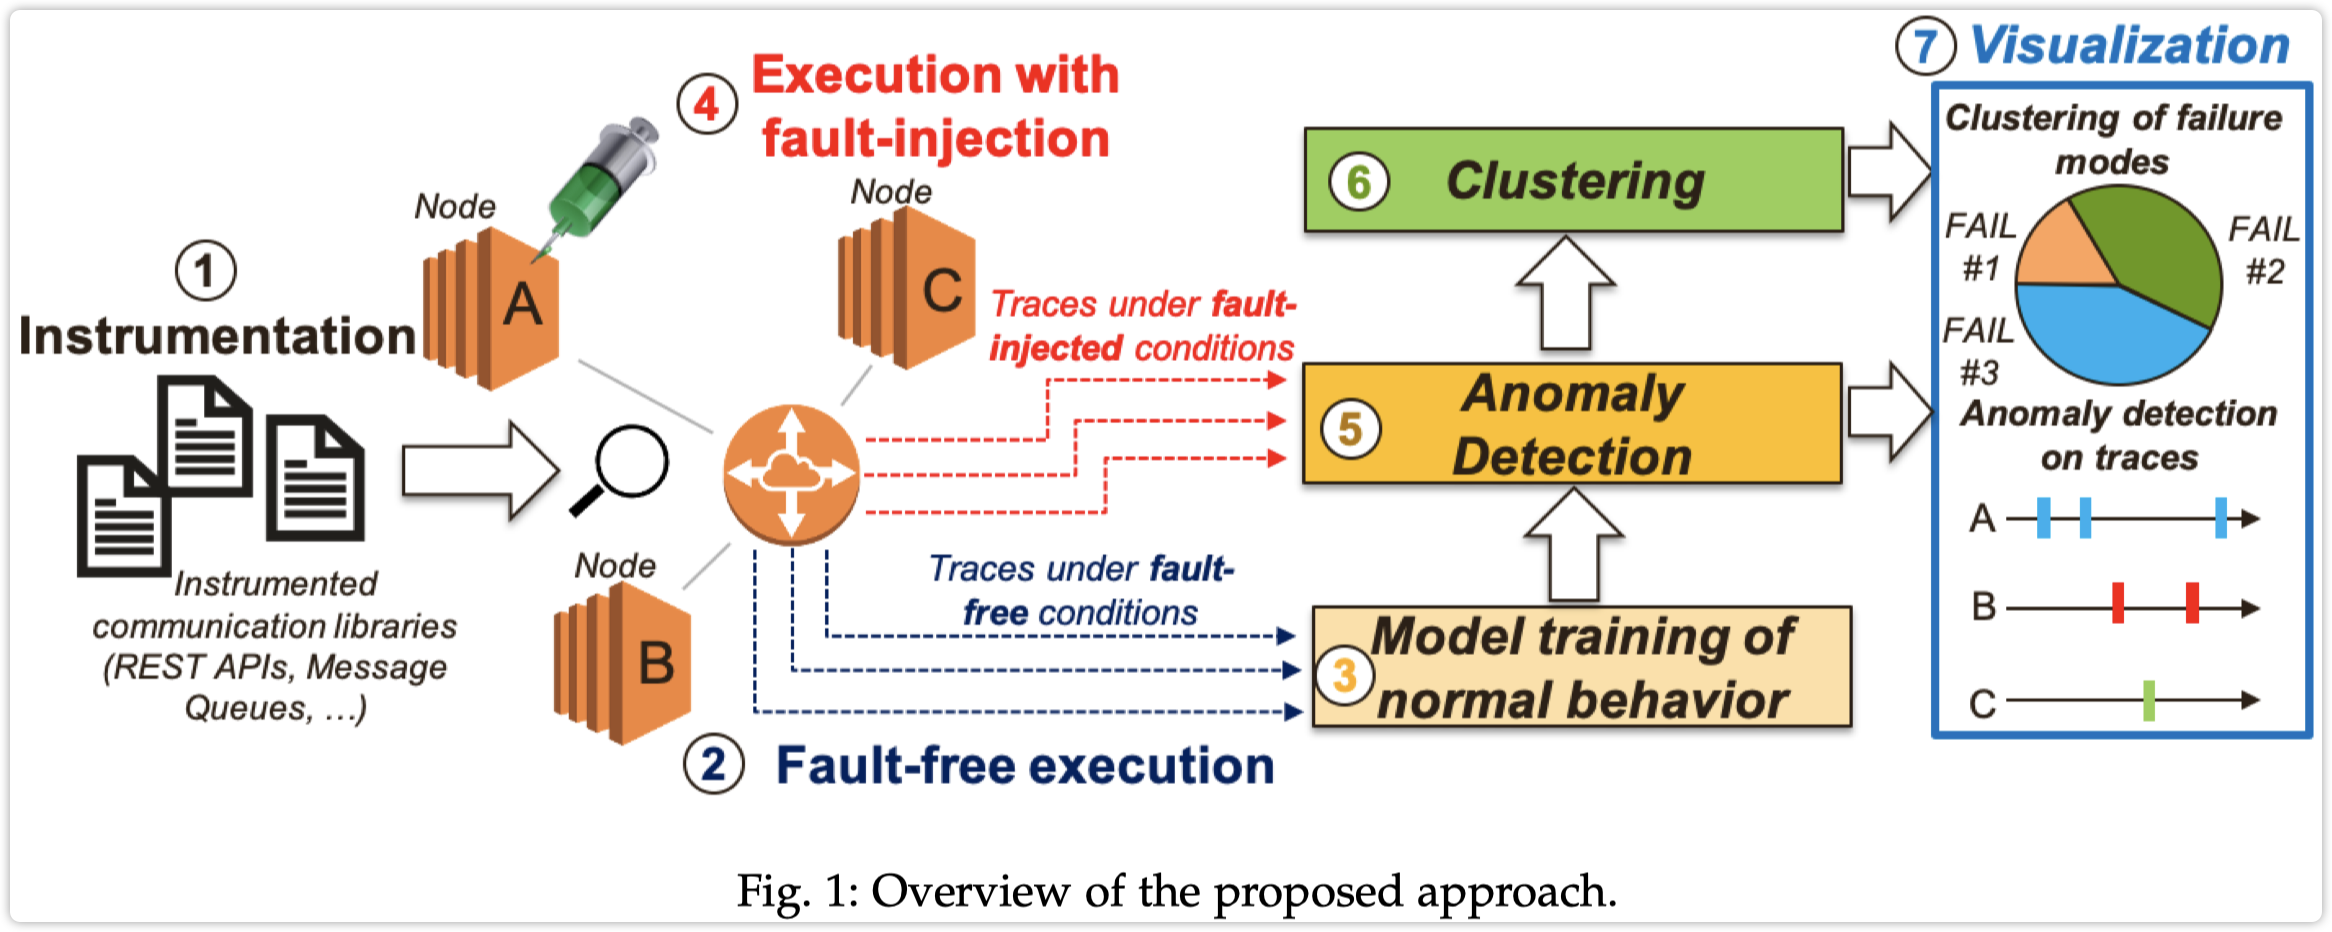 1
Instrumentation
Instrumented
communication libraries
(REST APIs, Message
Queues, ...)
Node
A
4
Execution with
fault-injection
Node
C
Node
B
2
Fault-free execution
Traces under fault-
injected conditions
Traces under fault-
free conditions
3
Model training of
normal behavior
5
Anomaly
Detection
6
Clustering
7
Visualization
Clustering of failure
modes
FAIL
#1
FAIL
#2
FAIL
#3
Anomaly detection
on traces
A
B
C
Fig. 1: Overview of the proposed approach.